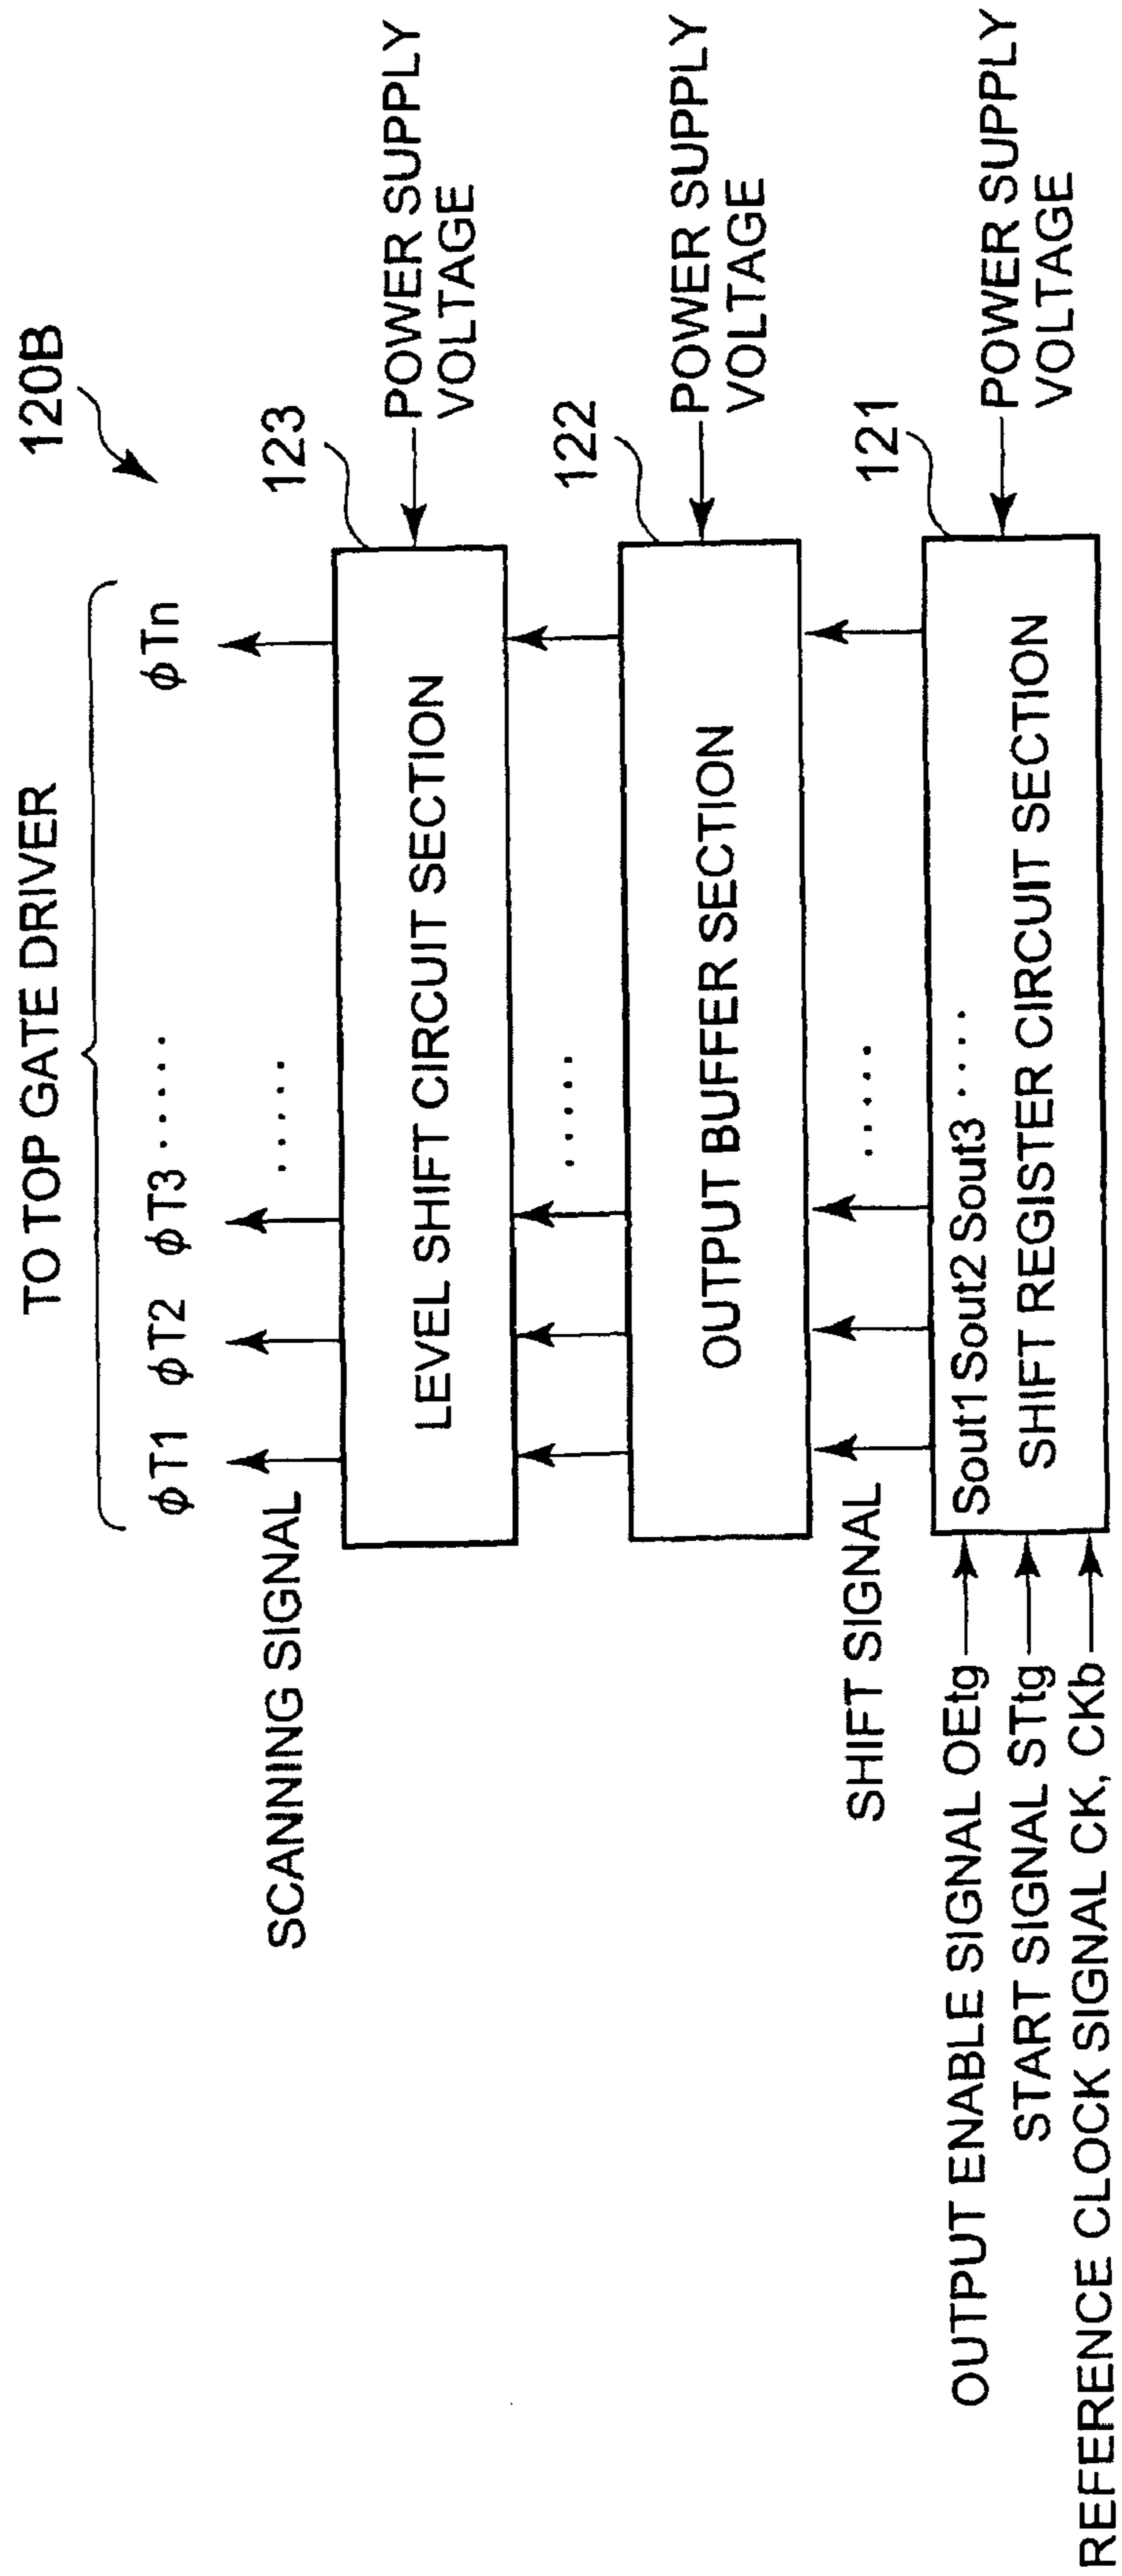 120B
TO TOP GATE DRIVER
ϕT1 ϕT2 ϕT3 ..... ϕTn
SCANNING SIGNAL
.....
123
LEVEL SHIFT CIRCUIT SECTION
POWER SUPPLY
VOLTAGE
.....
122
OUTPUT BUFFER SECTION
POWER SUPPLY
VOLTAGE
SHIFT SIGNAL
.....
121
Sout1 Sout2 Sout3 ....
SHIFT REGISTER CIRCUIT SECTION
POWER SUPPLY
VOLTAGE
OUTPUT ENABLE SIGNAL OEtg
START SIGNAL STtg
REFERENCE CLOCK SIGNAL CK, CKb